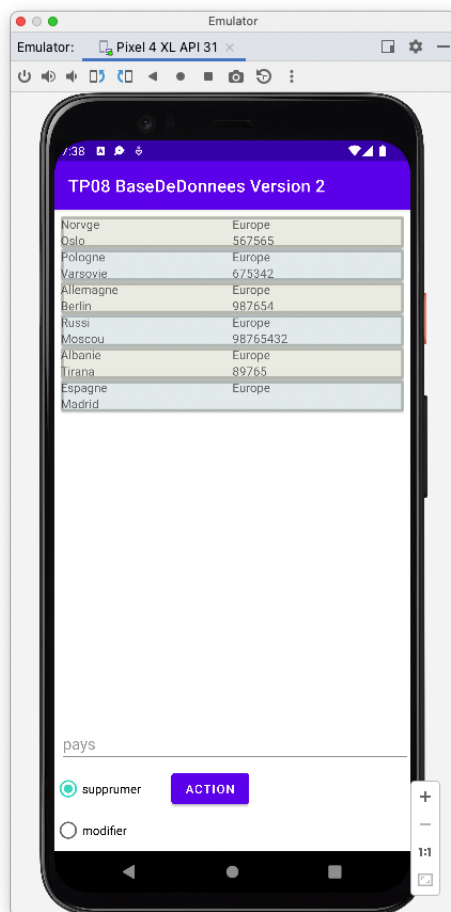 Emulator
Emulator: Pixel 4 XL API 31
7:38
TP08 BaseDeDonnees Version 2
Norvge Europe
Oslo 567565
Pologne Europe
Varsovie 675342
Allemagne Europe
Berlin 987654
Russi Europe
Moscou 98765432
Albanie Europe
Tirana 89765
Espagne Europe
Madrid
pays
supprumer ACTION
modifier
1:1